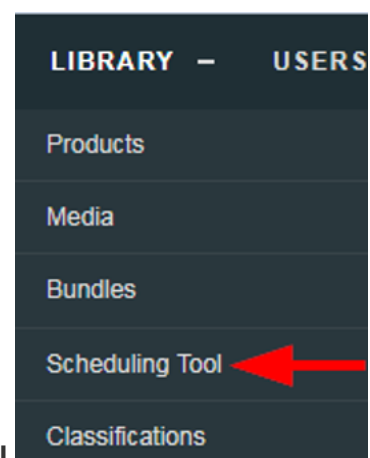 LIBRARY – USERS
Products
Media
Bundles
Scheduling Tool
Classifications